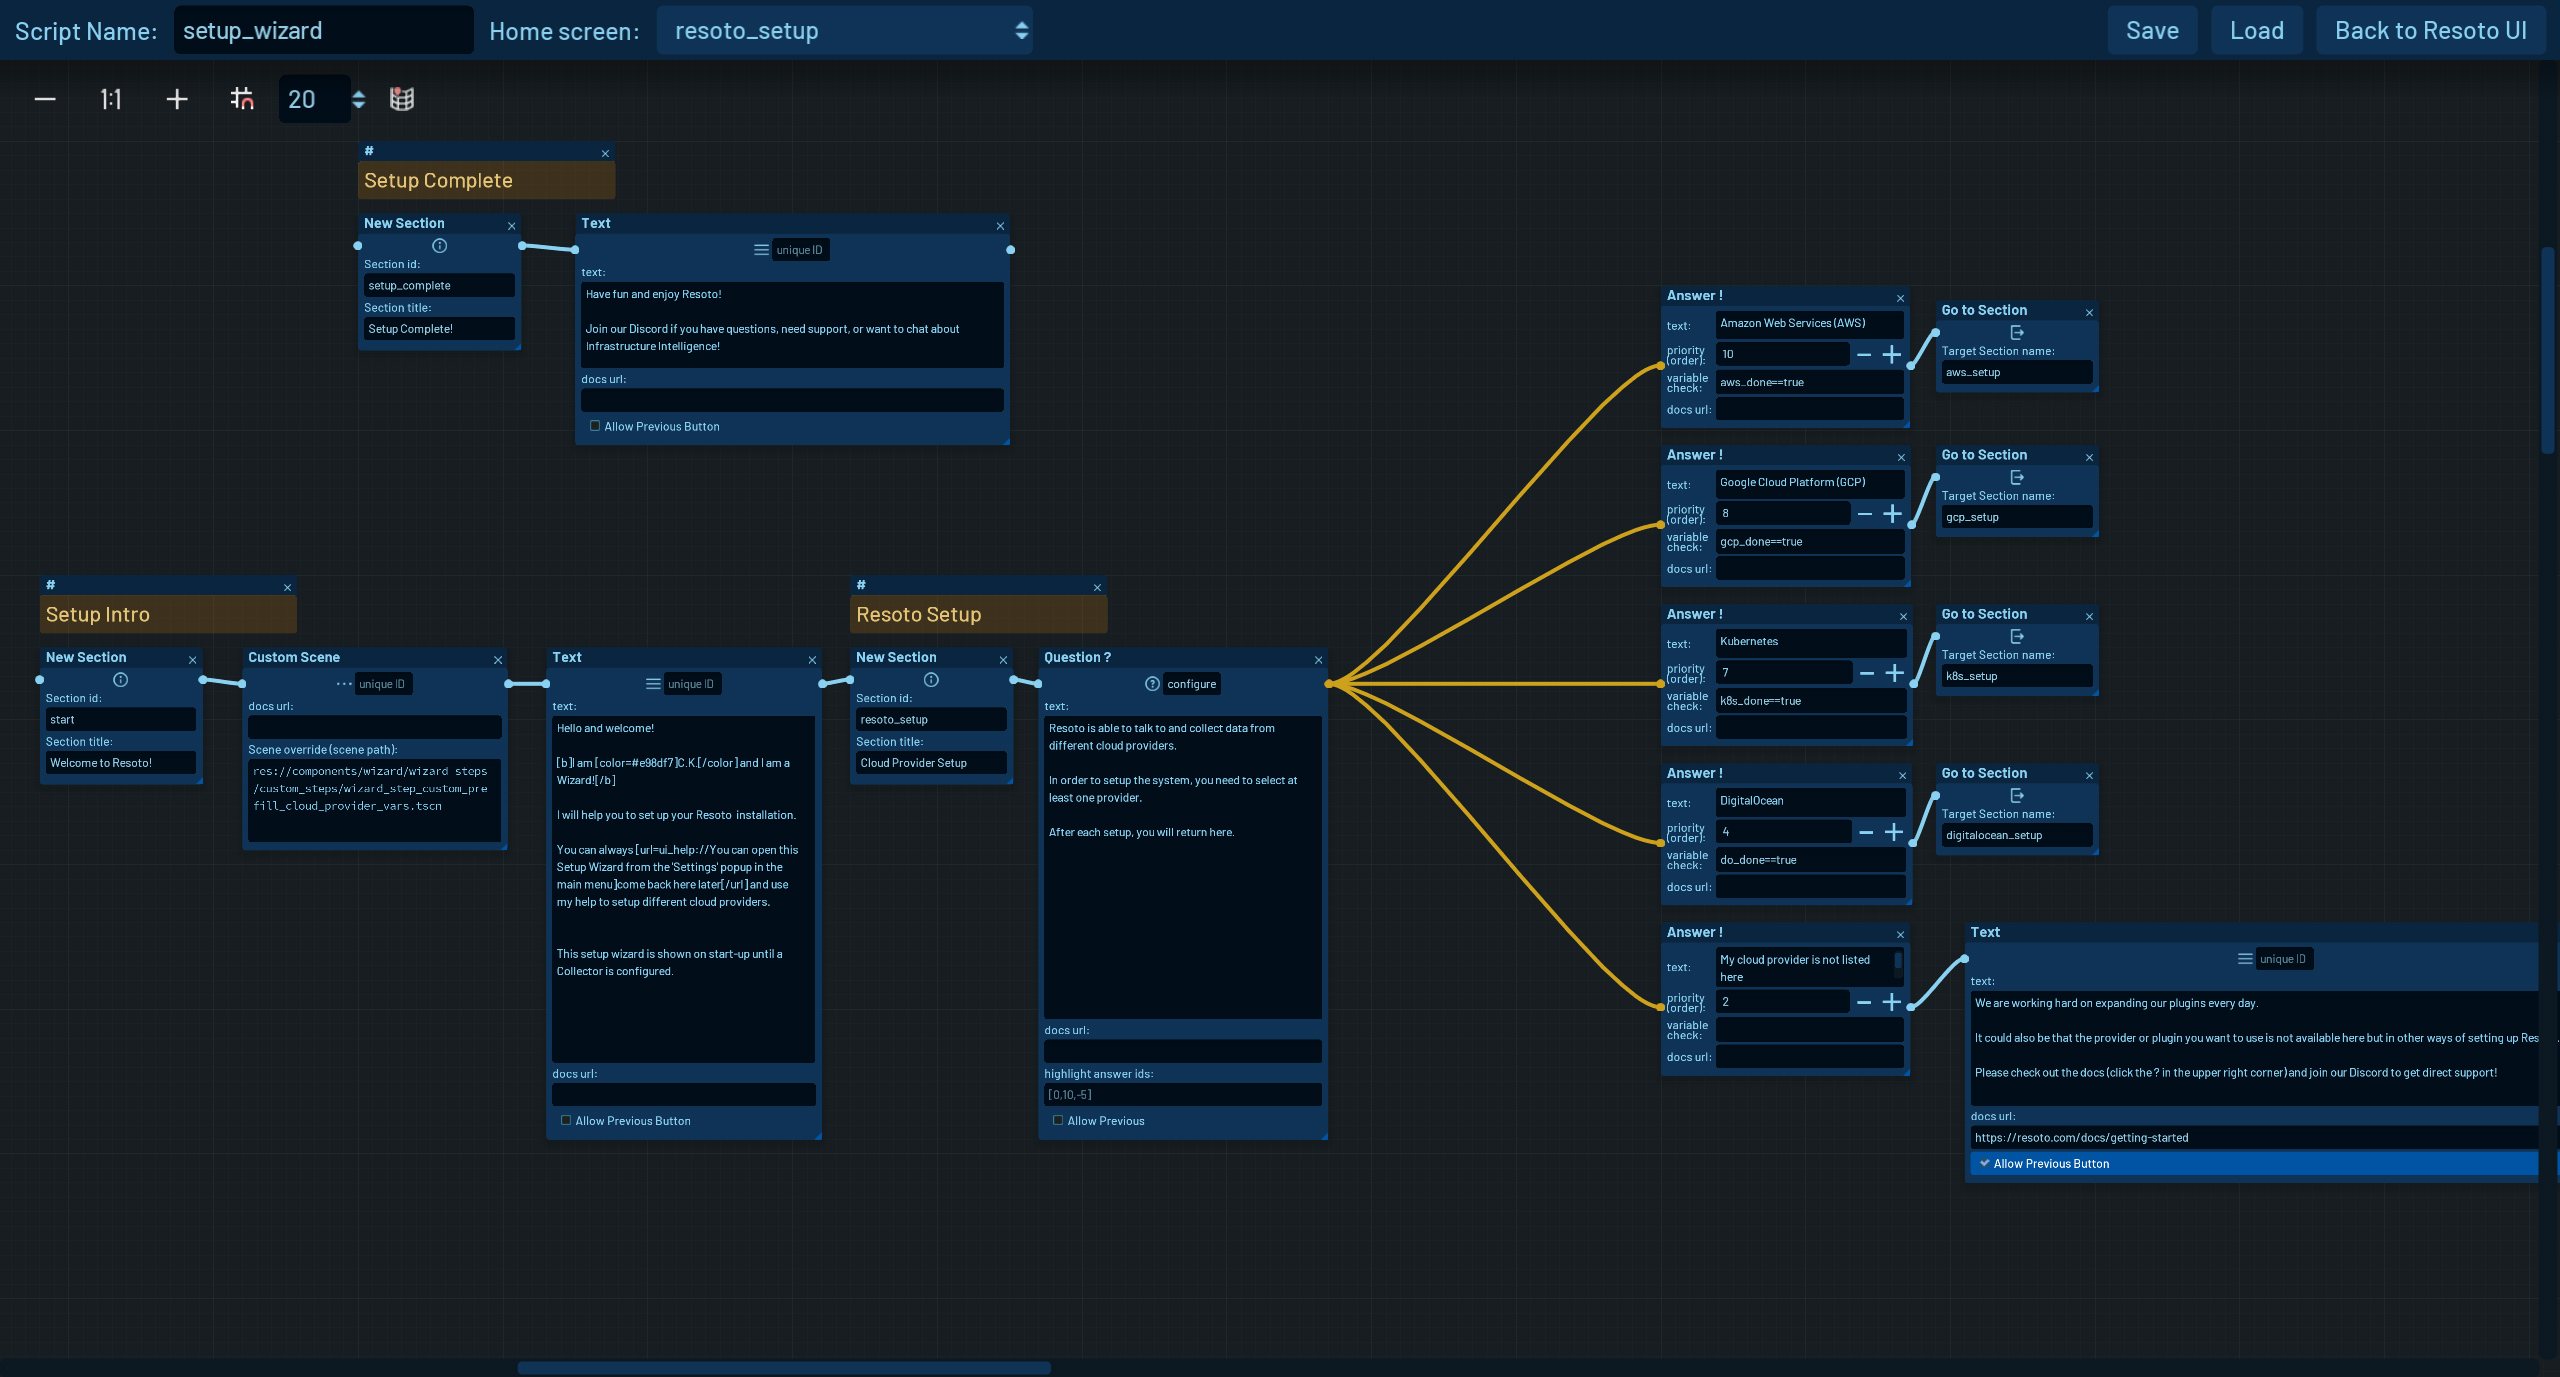 Script Name: setup_wizard Home screen: resoto_setup Save Load Back to Resoto UI
1:1 20
#
Setup Complete
New Section
Section id:
setup_complete
Section title:
Setup Complete!
Text
unique ID
text:
Have fun and enjoy Resoto!
Join our Discord if you have questions, need support, or want to chat about
Infrastructure Intelligence!
docs url:
Allow Previous Button
#
Setup Intro
New Section
Section id:
start
Section title:
Welcome to Resoto!
Custom Scene
unique ID
docs url:
Scene override (scene path):
res://components/wizard/wizard_steps
/custom_steps/wizard_step_custom_pre
fill_cloud_provider_vars.tscn
Text
unique ID
text:
Hello and welcome!
[b]I am [color=#e98df7]C.K.[/color] and I am a
Wizard![/b]
I will help you to set up your Resoto installation.
You can always [url=ui_help://You can open this
Setup Wizard from the 'Settings' popup in the
main menu]come back here later[/url] and use
my help to setup different cloud providers.
This setup wizard is shown on start-up until a
Collector is configured.
docs url:
Allow Previous Button
#
Resoto Setup
New Section
Section id:
resoto_setup
Section title:
Cloud Provider Setup
Question ?
configure
text:
Resoto is able to talk to and collect data from
different cloud providers.
In order to setup the system, you need to select at
least one provider.
After each setup, you will return here.
docs url:
highlight answer ids:
[0,10,-5]
Allow Previous
Answer !
text: Amazon Web Services (AWS)
priority
(order): 10
variable
check: aws_done==true
docs url:
Go to Section
Target Section name:
aws_setup
Answer !
text: Google Cloud Platform (GCP)
priority
(order): 8
variable
check: gcp_done==true
docs url:
Go to Section
Target Section name:
gcp_setup
Answer !
text: Kubernetes
priority
(order): 7
variable
check: k8s_done==true
docs url:
Go to Section
Target Section name:
k8s_setup
Answer !
text: DigitalOcean
priority
(order): 4
variable
check: do_done==true
docs url:
Go to Section
Target Section name:
digitalocean_setup
Answer !
text: My cloud provider is not listed
here
priority
(order): 2
variable
check:
docs url:
Text
unique ID
text:
We are working hard on expanding our plugins every day.
It could also be that the provider or plugin you want to use is not available here but in other ways of setting up Res
Please check out the docs (click the ? in the upper right corner) and join our Discord to get direct support!
docs url:
https://resoto.com/docs/getting-started
Allow Previous Button